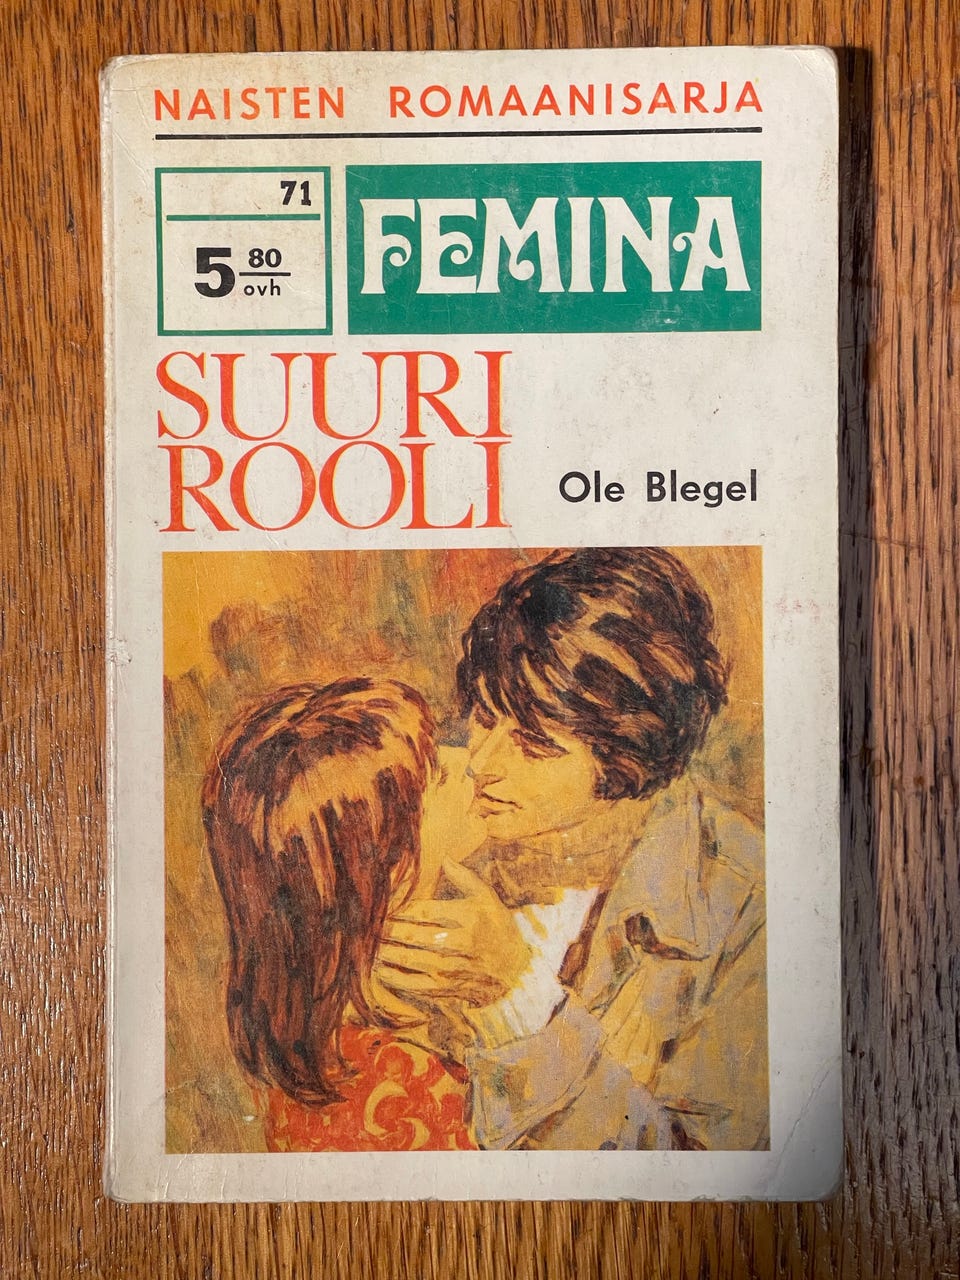 NAISTEN ROMAANISARJA
71
5 80
ovh
FEMINA
SUURI
ROOLI
Ole Blegel